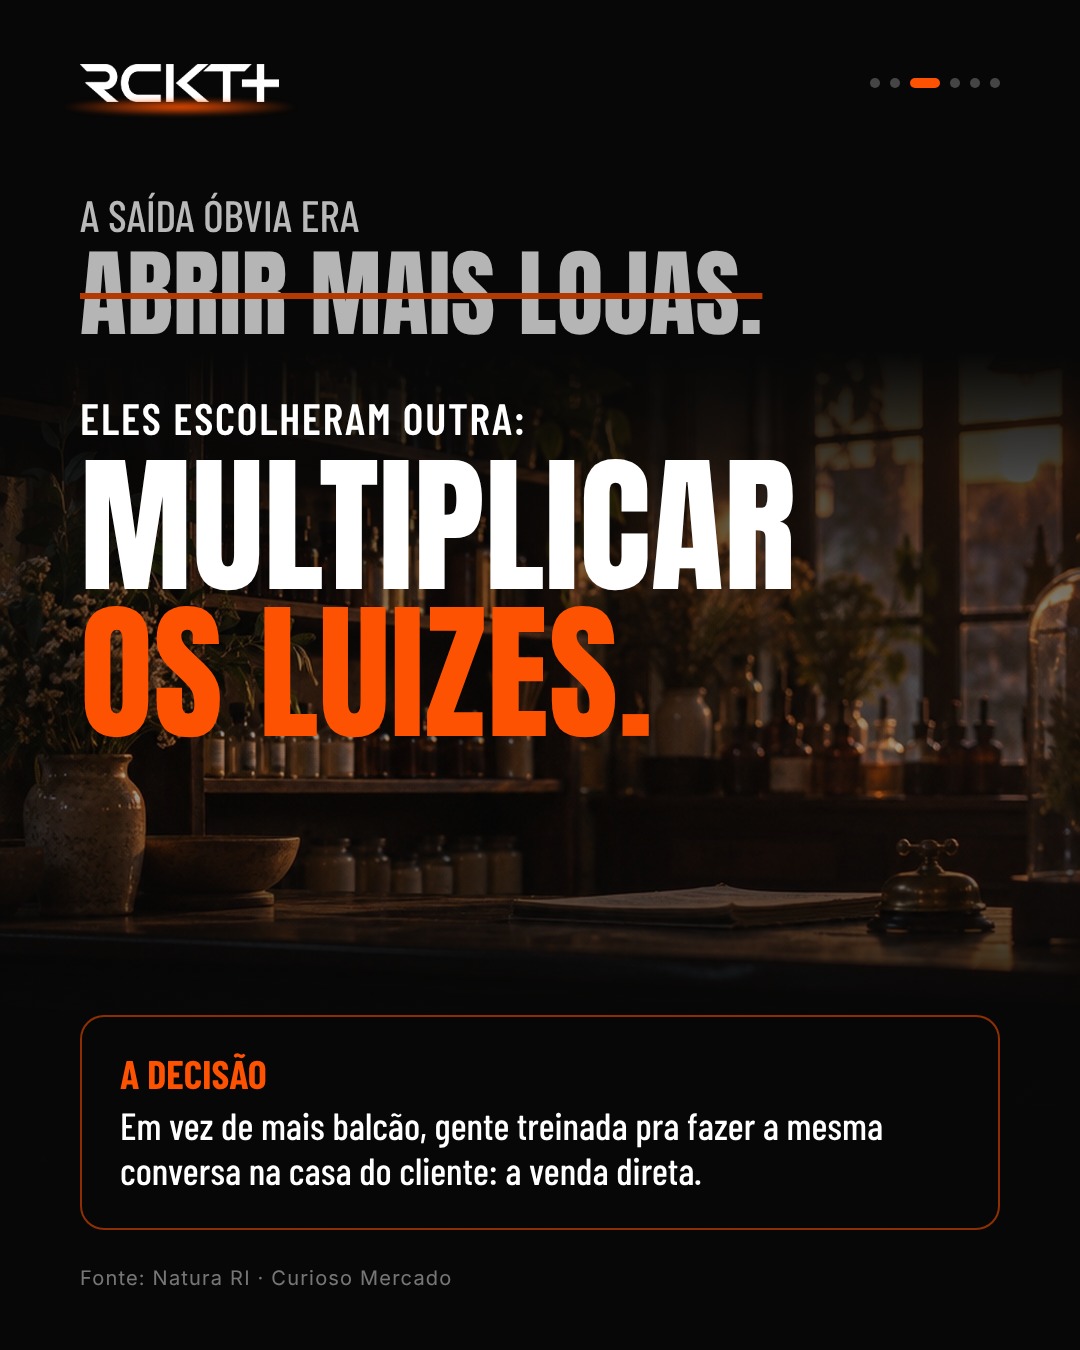 RCKT+
A SAÍDA ÓBVIA ERA
ABRIR MAIS LOJAS.
ELES ESCOLHERAM OUTRA:
MULTIPLICAR
OS LUIZES.
A DECISÃO
Em vez de mais balcão, gente treinada pra fazer a mesma
conversa na casa do cliente: a venda direta.
Fonte: Natura RI · Curioso Mercado